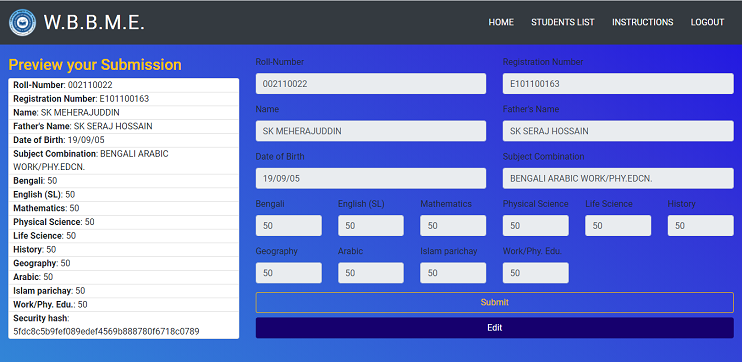 W.B.B.M.E.
HOME STUDENTS LIST INSTRUCTIONS LOGOUT
Preview your Submission
Roll-Number: 002110022
Registration Number: E101100163
Name: SK MEHERAJUDDIN
Father's Name: SK SERAJ HOSSAIN
Date of Birth: 19/09/05
Subject Combination: BENGALI ARABIC
WORK/PHY.EDCN.
Bengali: 50
English (SL): 50
Mathematics: 50
Physical Science: 50
Life Science: 50
History: 50
Geography: 50
Arabic: 50
Islam parichay: 50
Work/Phy. Edu.: 50
Security hash:
5fdc8c5b9fef089edef4569b888780f6718c0789
Roll-Number Registration Number
002110022 E101100163
Name Father's Name
SK MEHERAJUDDIN SK SERAJ HOSSAIN
Date of Birth Subject Combination
19/09/05 BENGALI ARABIC WORK/PHY.EDCN.
Bengali English (SL) Mathematics Physical Science Life Science History
50 50 50 50 50 50
Geography Arabic Islam parichay Work/Phy. Edu.
50 50 50 50
Submit
Edit